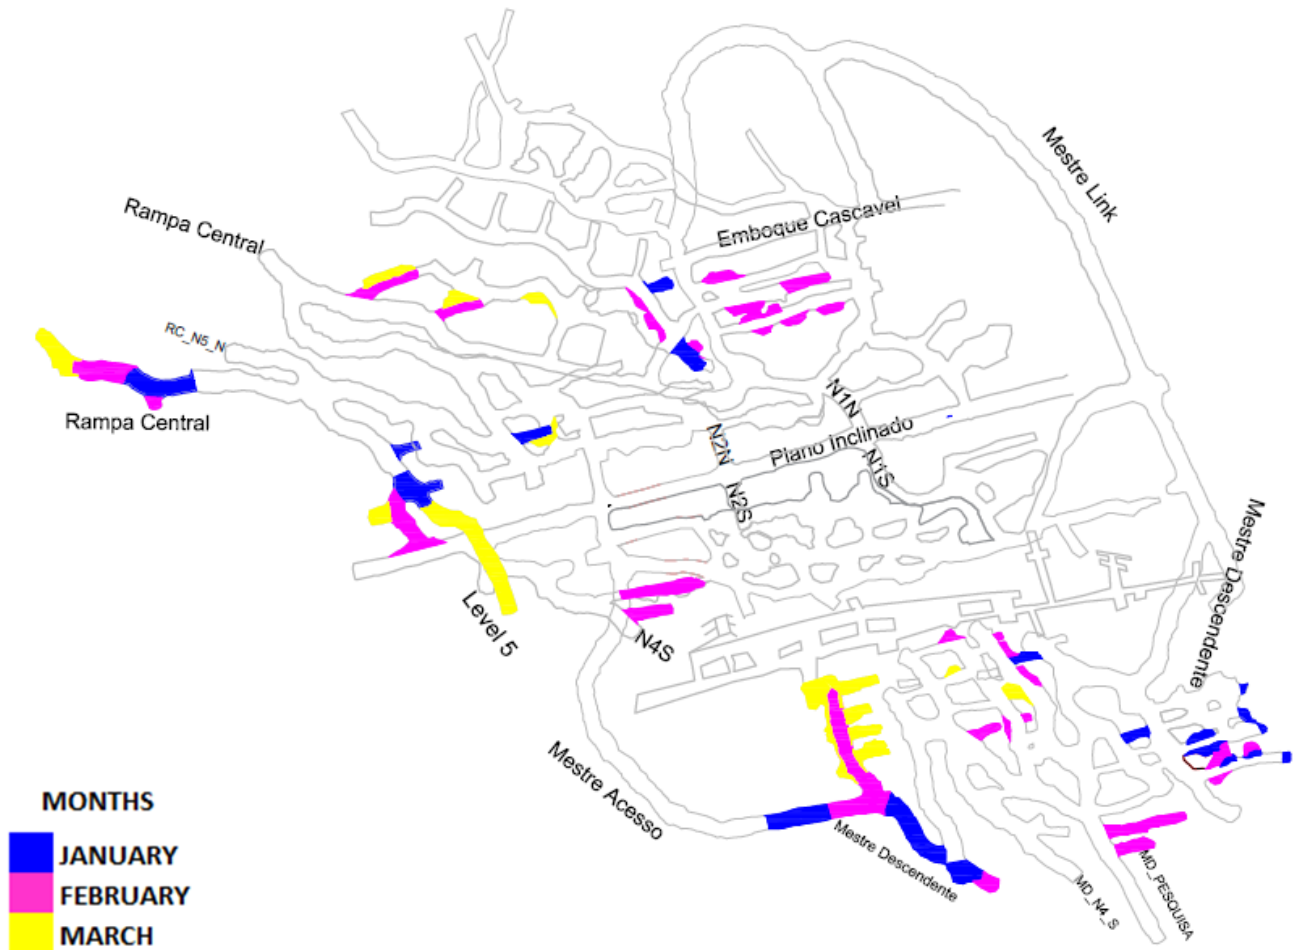 Mestre Link
Rampa Central
Emboque Cascavel
RC_N5_N
Rampa Central
N1N
Plano Inclinado
N2N
N1S
N2S
Mestre Descendente
Level 5
N4S
Mestre Acesso
Mestre Descendente
MD_N4_S
MD_PESQUISA
MONTHS
JANUARY
FEBRUARY
MARCH